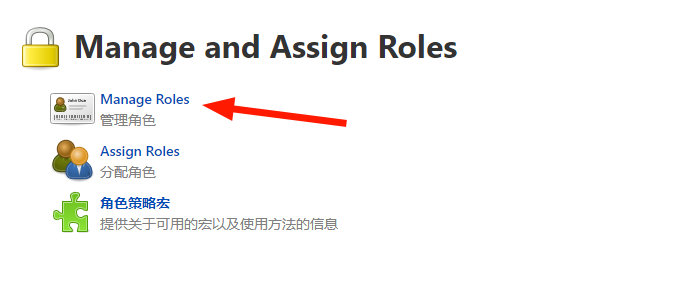 Manage and Assign Roles
John Doe
Manage Roles
管理角色
Assign Roles
分配角色
角色策略宏
提供关于可用的宏以及使用方法的信息